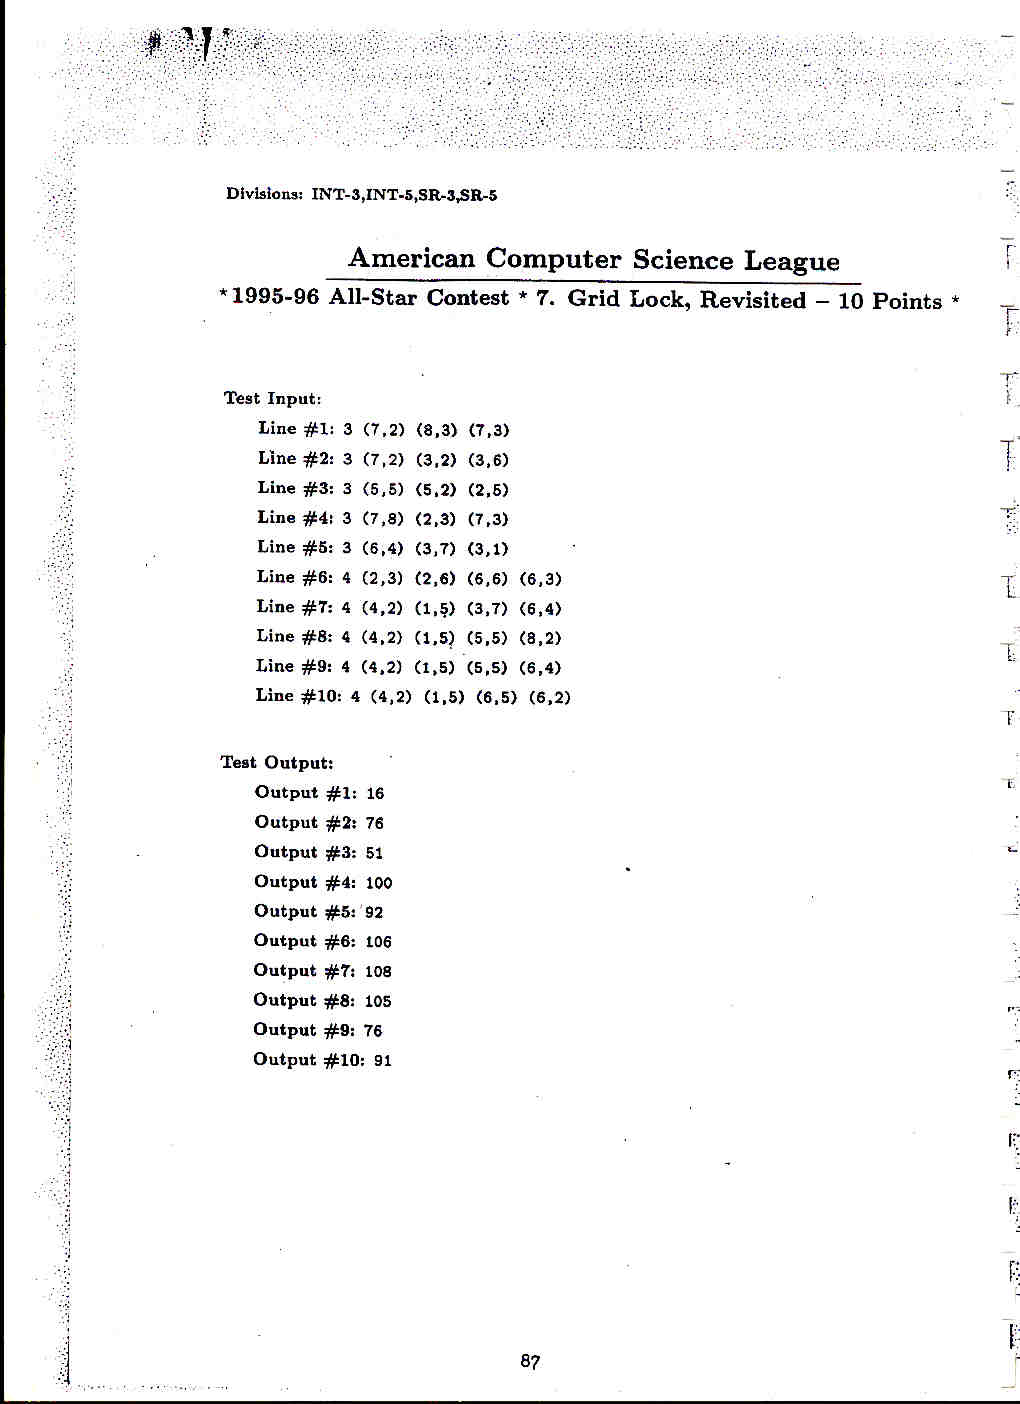 Divisions: INT-3,INT-5,SR-3,SR-5
American Computer Science League
*1995-96 All-Star Contest * 7. Grid Lock, Revisited – 10 Points *
Test Input:
Line #1: 3 (7,2) (8,3) (7,3)
Line #2: 3 (7,2) (3,2) (3,6)
Line #3: 3 (5,5) (5,2) (2,5)
Line #4: 3 (7,8) (2,3) (7,3)
Line #5: 3 (6,4) (3,7) (3,1)
Line #6: 4 (2,3) (2,6) (6,6) (6,3)
Line #7: 4 (4,2) (1,5) (3,7) (6,4)
Line #8: 4 (4,2) (1,5) (5,5) (8,2)
Line #9: 4 (4,2) (1,5) (5,5) (6,4)
Line #10: 4 (4,2) (1,5) (6,5) (6,2)
Test Output:
Output #1: 16
Output #2: 76
Output #3: 51
Output #4: 100
Output #5: 92
Output #6: 106
Output #7: 108
Output #8: 105
Output #9: 76
Output #10: 91
87